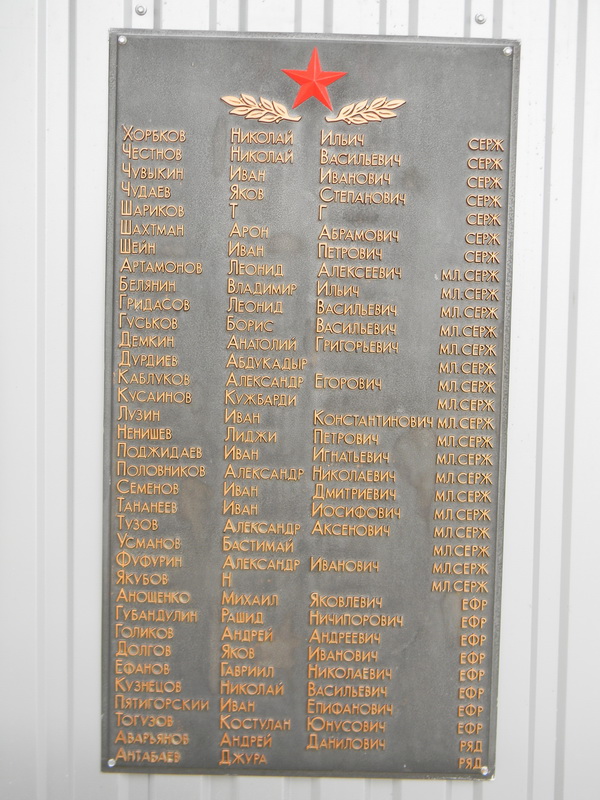 Хорбков Николай Ильич серж
Честнов Николай Васильевич серж
Чувыкин Иван Иванович серж
Чудаев Яков Степанович серж
Шариков Т Г серж
Шахтман Арон Абрамович серж
Шейн Иван Петрович серж
Артамонов Леонид Алексеевич мл.серж
Белянин Владимир Ильич мл.серж
Гридасов Леонид Васильевич мл.серж
Гуськов Борис Васильевич мл.серж
Демкин Анатолий Григорьевич мл.серж
Дурдиев Абдукадыр мл.серж
Каблуков Александр Егорович мл.серж
Кусаинов Кужбарди мл.серж
Лузин Иван Константинович мл.серж
Ненишев Лиджи Петрович мл.серж
Поджидаев Иван Игнатьевич мл.серж
Половников Александр Николаевич мл.серж
Семенов Иван Дмитриевич мл.серж
Тананеев Иван Иосифович мл.серж
Тузов Александр Аксенович мл.серж
Усманов Бастимай мл.серж
Фуфурин Александр Иванович мл.серж
Якубов Н мл.серж
Аношенко Михаил Яковлевич ефр
Губандулин Рашид Ничипорович ефр
Голиков Андрей Андреевич ефр
Долгов Яков Иванович ефр
Ефанов Гавриил Николаевич ефр
Кузнецов Николай Васильевич ефр
Пятигорский Иван Епифанович ефр
Тогузов Костулан Юнусович ефр
Аварьянов Андрей Данилович ряд
Антабаев Джура ряд